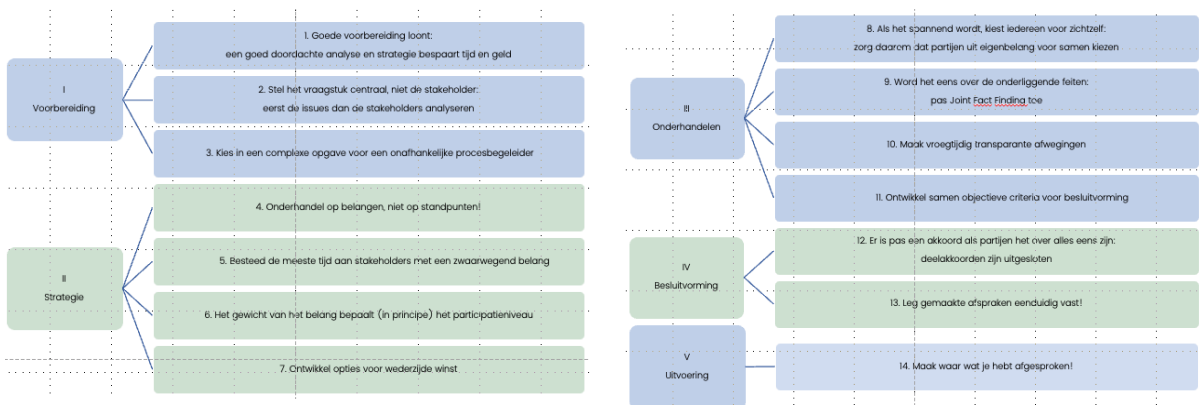 I
Voorbereiding
1. Goede voorbereiding loont:
een goed doordachte analyse en strategie bespaart tijd en geld
2. Stel het vraagstuk centraal, niet de stakeholder:
eerst de issues dan de stakeholders analyseren
3. Kies in een complexe opgave voor een onafhankelijke procesbegeleider
II
Strategie
4. Onderhandel op belangen, niet op standpunten!
5. Besteed de meeste tijd aan stakeholders met een zwaarwegend belang
6. Het gewicht van het belang bepaalt (in principe) het participatieniveau
7. Ontwikkel opties voor wederzijde winst
III
Onderhandelen
8. Als het spannend wordt, kiest iedereen voor zichtzelf:
zorg daarom dat partijen uit eigenbelang voor samen kiezen
9. Word het eens over de onderliggende feiten:
pas Joint Fact Finding toe
10. Maak vroegtijdig transparante afwegingen
11. Ontwikkel samen objectieve criteria voor besluitvorming
IV
Besluitvorming
12. Er is pas een akkoord als partijen het over alles eens zijn:
deelakkoorden zijn uitgesloten
13. Leg gemaakte afspraken eenduidig vast!
V
Uitvoering
14. Maak waar wat je hebt afgesproken!